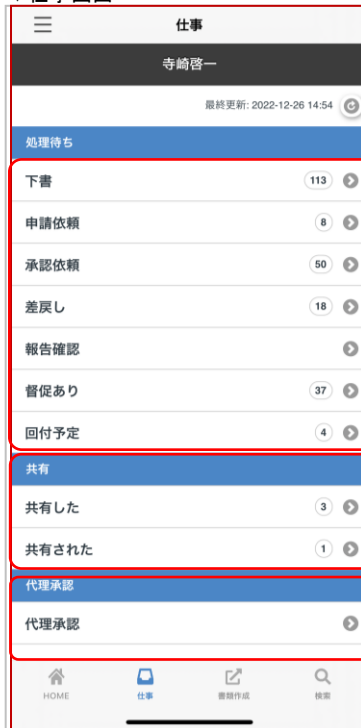 仕事
寺崎啓一
最終更新: 2022-12-26 14:54
処理待ち
下書 113
申請依頼 8
承認依頼 50
差戻し 18
報告確認
督促あり 37
回付予定 4
共有
共有した 3
共有された 1
代理承認
代理承認
HOME 仕事 書類作成 検索